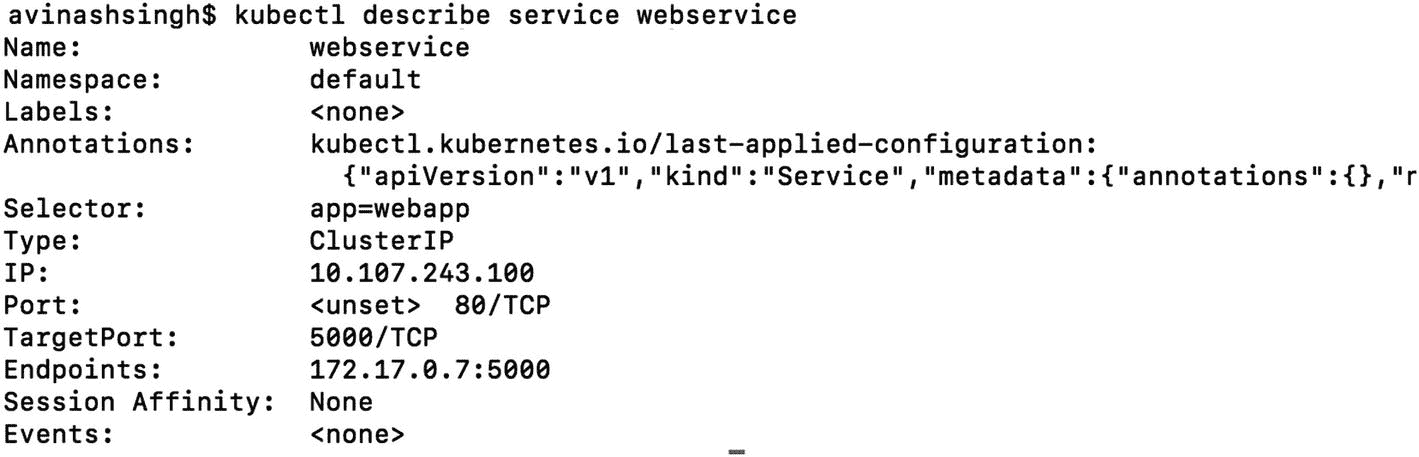 avinashsingh$ kubectl describe service webservice
Name: webservice
Namespace: default
Labels: <none>
Annotations: kubectl.kubernetes.io/last-applied-configuration:
{"apiVersion":"v1","kind":"Service","metadata":{"annotations":{},"r
Selector: app=webapp
Type: ClusterIP
IP: 10.107.243.100
Port: <unset> 80/TCP
TargetPort: 5000/TCP
Endpoints: 172.17.0.7:5000
Session Affinity: None
Events: <none>